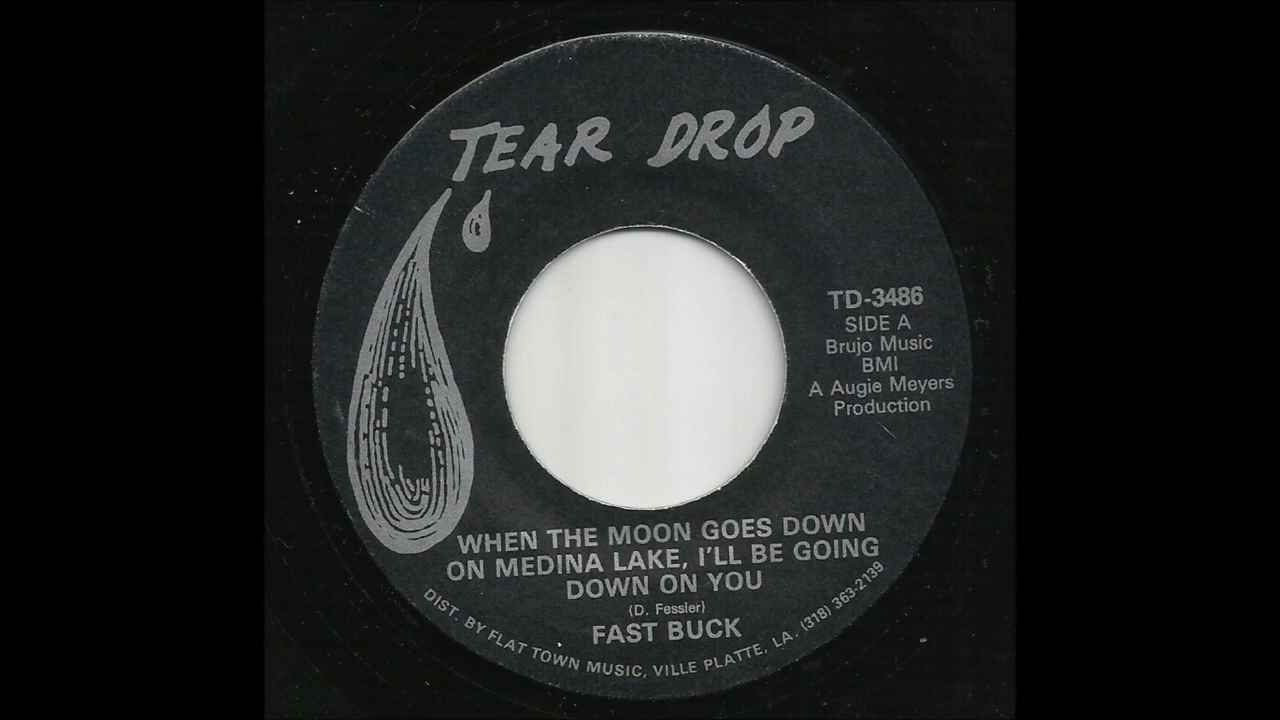 TEAR DROP
TD-3486
SIDE A
Brujo Music
BMI
A Augie Meyers
Production
WHEN THE MOON GOES DOWN
ON MEDINA LAKE, I'LL BE GOING
DOWN ON YOU
(D. Fessler)
FAST BUCK
DIST. BY FLAT TOWN MUSIC, VILLE PLATTE, LA. (318) 363-2139